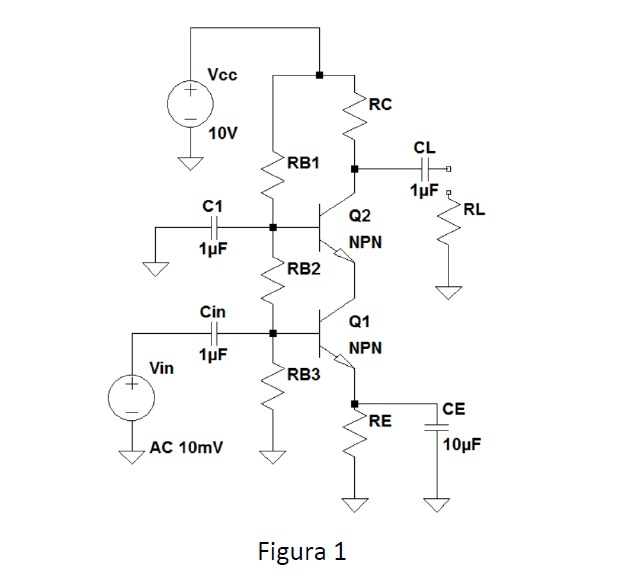 Vcc
10V
RC
RB1
CL
1µF
RL
C1
1µF
Q2
NPN
RB2
Cin
1µF
Q1
NPN
Vin
AC 10mV
RB3
RE
CE
10µF
Figura 1